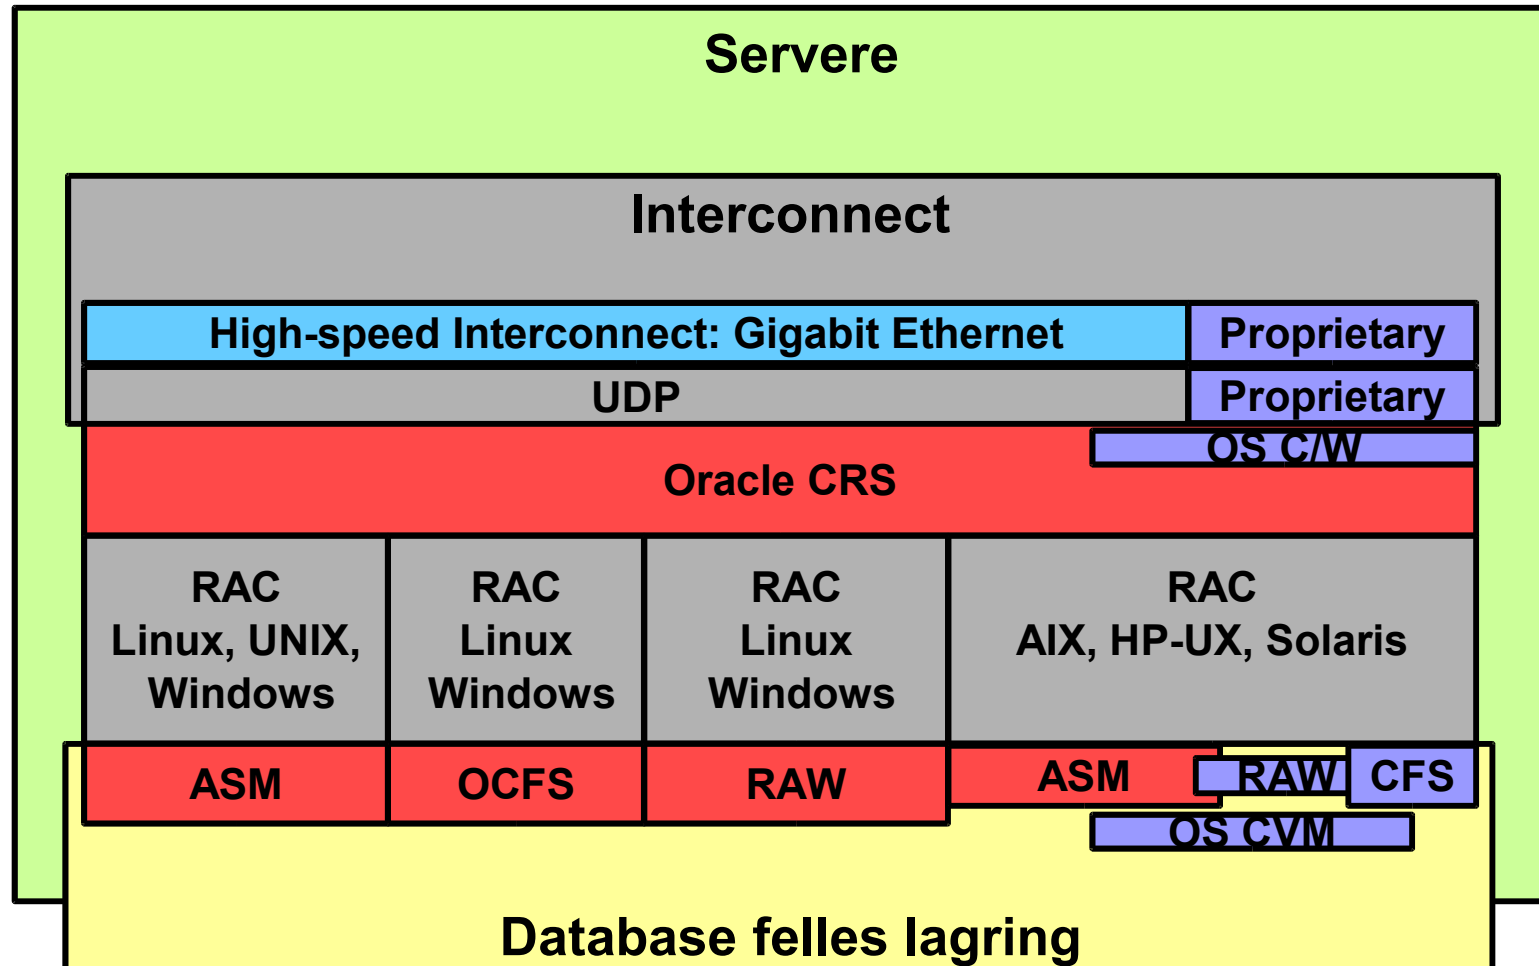 Servere
Interconnect
High-speed Interconnect: Gigabit Ethernet
Proprietary
UDP
Proprietary
OS C/W
Oracle CRS
RAC
Linux, UNIX,
Windows
RAC
Linux
Windows
RAC
Linux
Windows
RAC
AIX, HP-UX, Solaris
ASM
OCFS
RAW
ASM
RAW
CFS
OS CVM
Database felles lagring